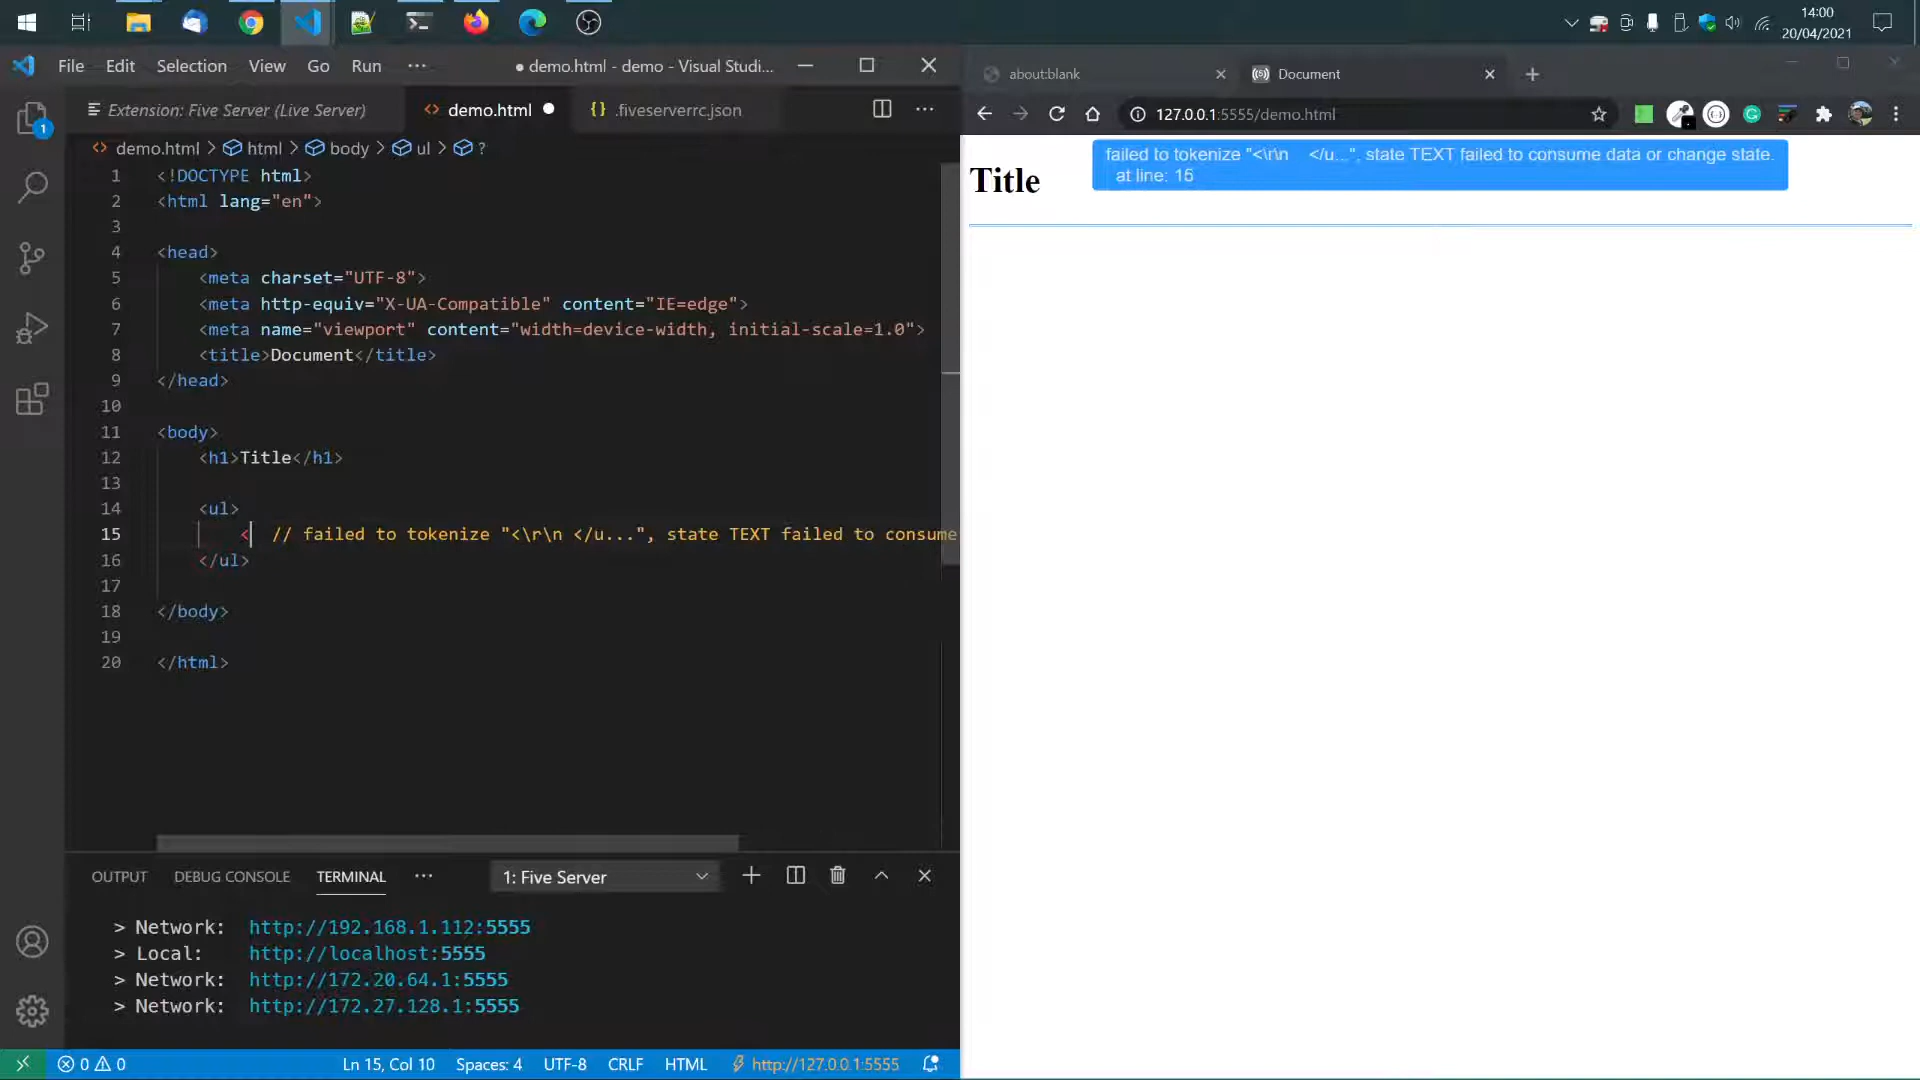 14:00
20/04/2021
File Edit Selection View Go Run ···
● demo.html - demo - Visual Studi...
Extension: Five Server (Live Server)
<> demo.html ●
{} .fiveserverrc.json
<> demo.html > html > body > ul > ?
1 <!DOCTYPE html>
2 <html lang="en">
3
4 <head>
5 <meta charset="UTF-8">
6 <meta http-equiv="X-UA-Compatible" content="IE=edge">
7 <meta name="viewport" content="width=device-width, initial-scale=1.0">
8 <title>Document</title>
9 </head>
10
11 <body>
12 <h1>Title</h1>
13
14 <ul>
15 < // failed to tokenize "<\r\n </u...", state TEXT failed to consume
16 </ul>
17
18 </body>
19
20 </html>
OUTPUT DEBUG CONSOLE TERMINAL ··· 1: Five Server
> Network: http://192.168.1.112:5555
> Local: http://localhost:5555
> Network: http://172.20.64.1:5555
> Network: http://172.27.128.1:5555
0 0 Ln 15, Col 10 Spaces: 4 UTF-8 CRLF HTML http://127.0.0.1:5555
1
about:blank
Document
127.0.0.1:5555/demo.html
failed to tokenize "<\r\n </u...", state TEXT failed to consume data or change state.
at line: 15
Title